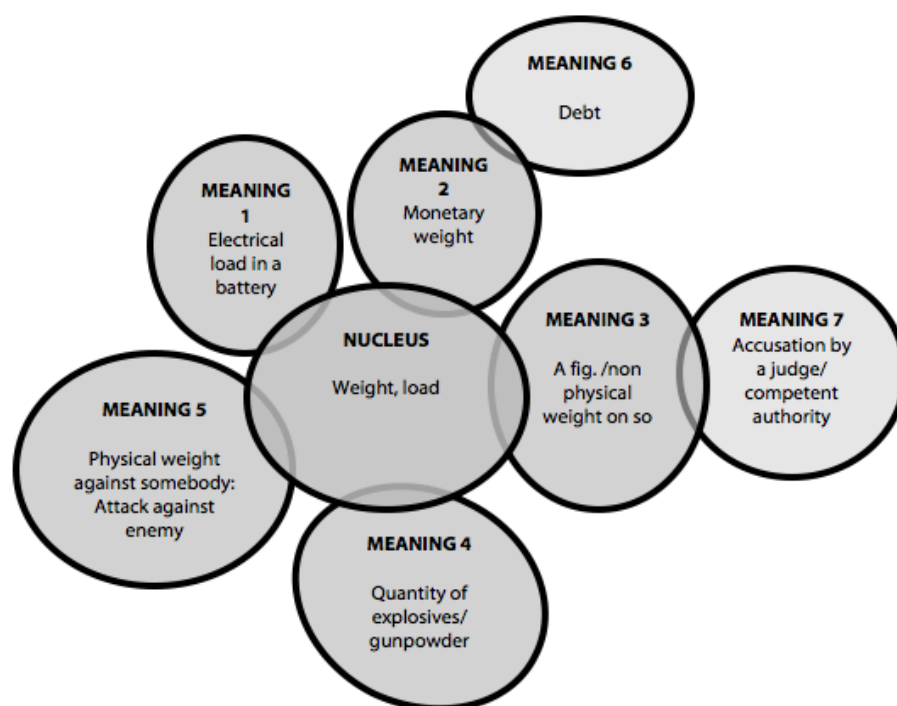 MEANING 6
Debt
MEANING
2
Monetary
weight
MEANING
1
Electrical
load in a
battery
NUCLEUS
Weight, load
MEANING 3
A fig. /non
physical
weight on so
MEANING 7
Accusation by
a judge/
competent
authority
MEANING 5
Physical weight
against somebody:
Attack against
enemy
MEANING 4
Quantity of
explosives/
gunpowder